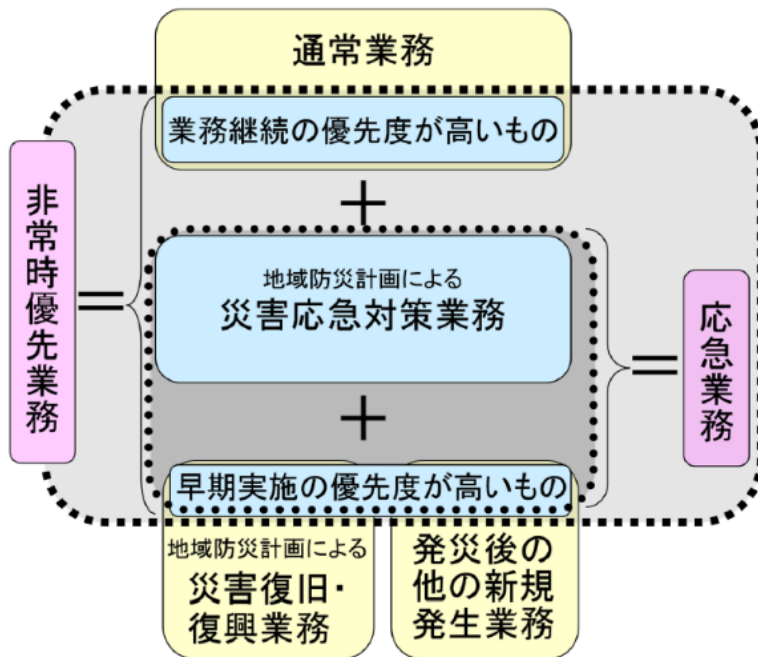 通常業務
業務継続の優先度が高いもの
＋
非常時優先業務
＝
地域防災計画による
災害応急対策業務
＝
応急業務
＋
早期実施の優先度が高いもの
地域防災計画による
災害復旧・
復興業務
発災後の
他の新規
発生業務